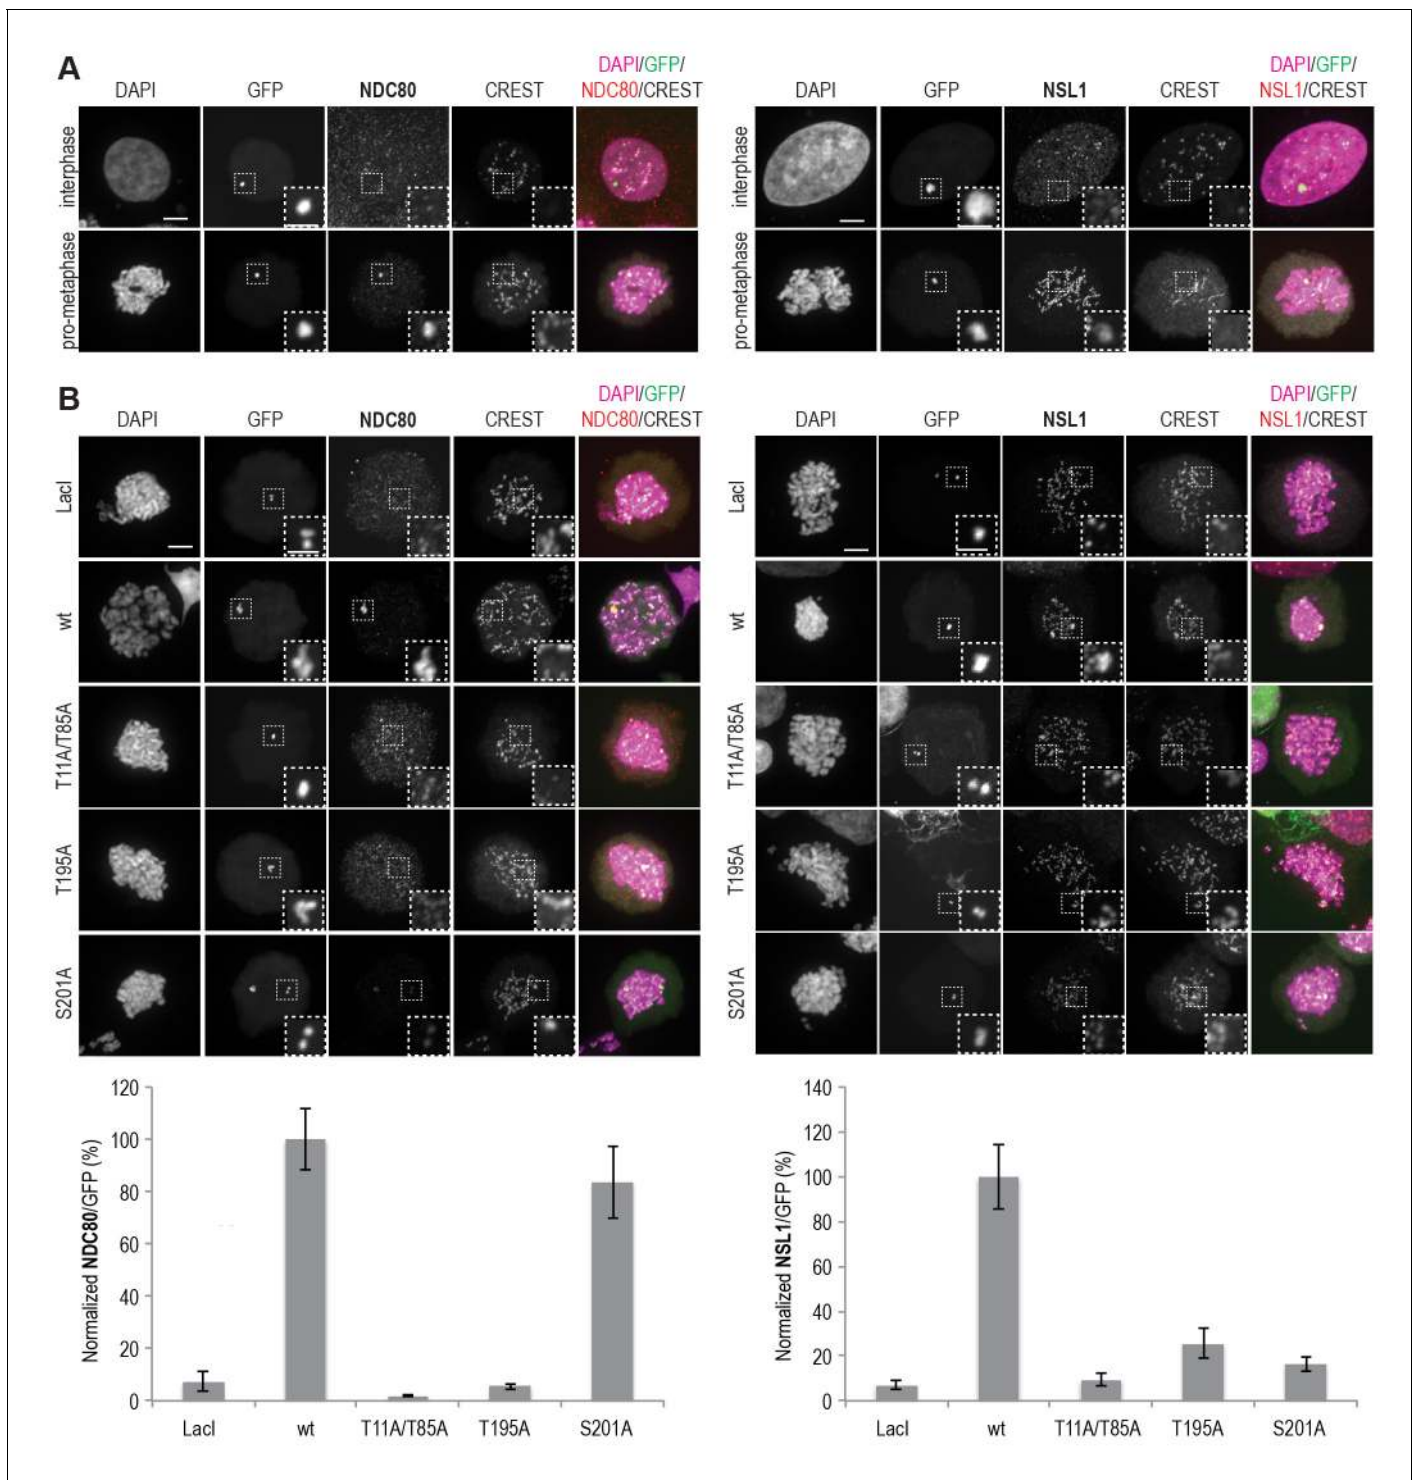 A
DAPI/GFP/
DAPI GFP NDC80 CREST NDC80/CREST
interphase
pro-metaphase
DAPI/GFP/
DAPI GFP NSL1 CREST NSL1/CREST
interphase
pro-metaphase
B
DAPI/GFP/
DAPI GFP NDC80 CREST NDC80/CREST
LacI
wt
T11A/T85A
T195A
S201A
DAPI/GFP/
DAPI GFP NSL1 CREST NSL1/CREST
LacI
wt
T11A/T85A
T195A
S201A
Normalized NDC80/GFP (%)
120
100
80
60
40
20
0
LacI wt T11A/T85A T195A S201A
Normalized NSL1/GFP (%)
140
120
100
80
60
40
20
0
LacI wt T11A/T85A T195A S201A